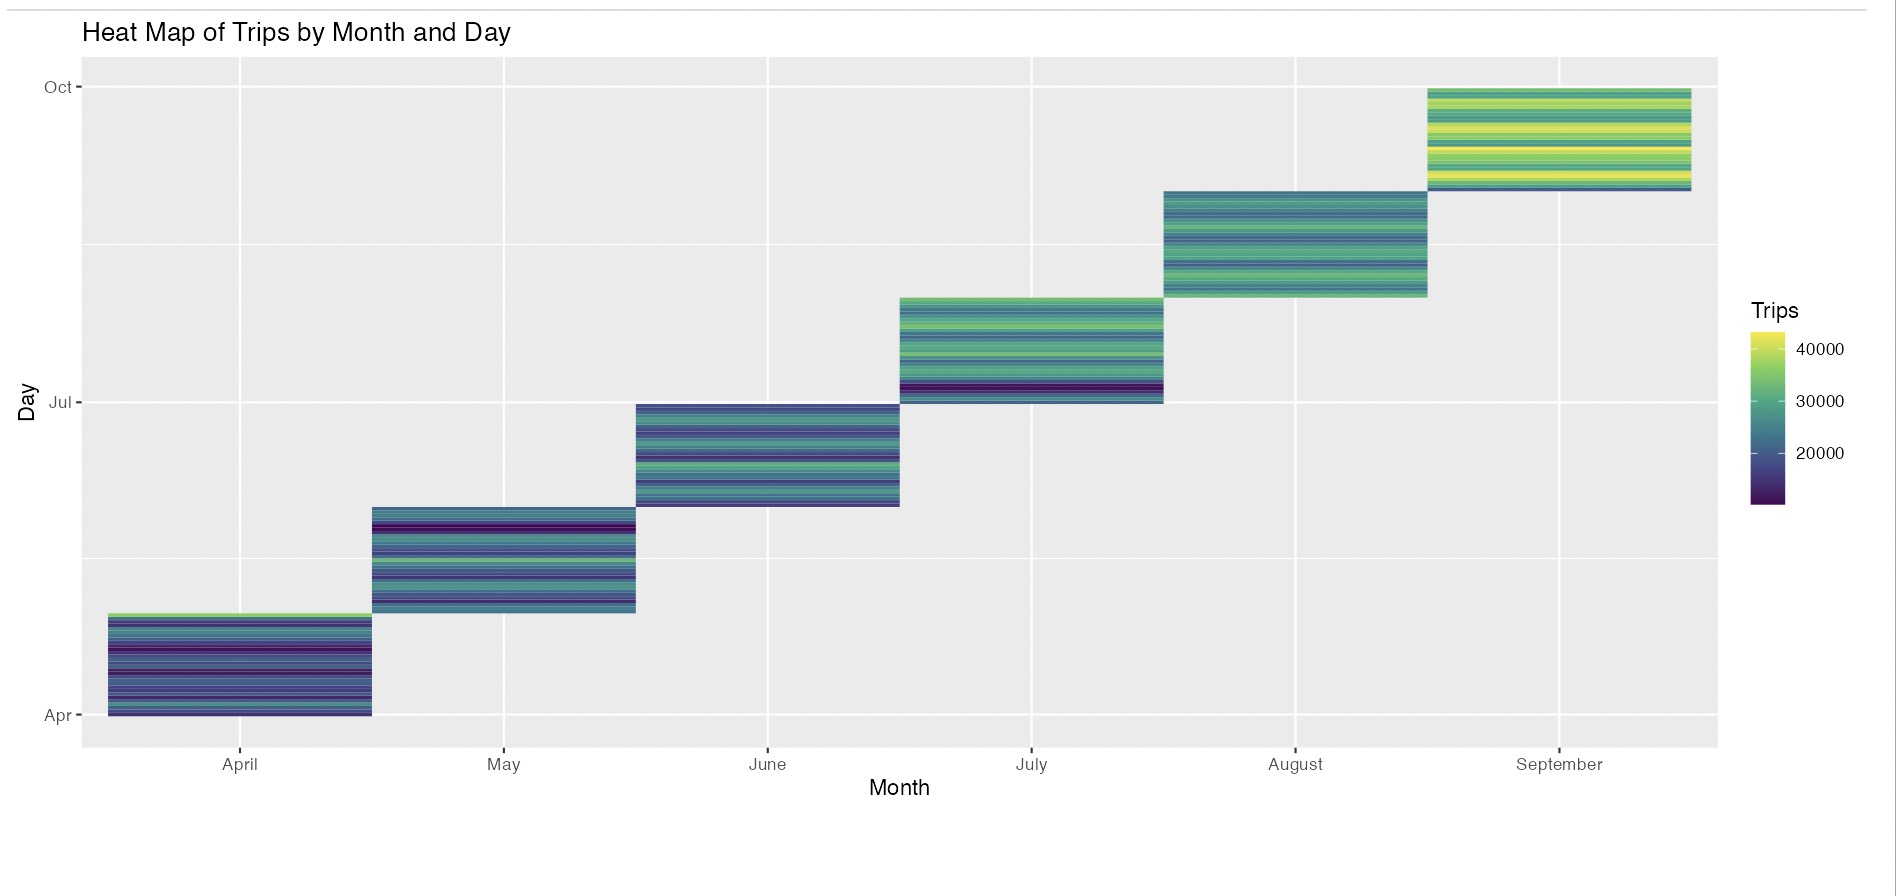 Heat Map of Trips by Month and Day
Oct
Jul
Apr
Day
April May June July August September
Month
Trips
40000
30000
20000